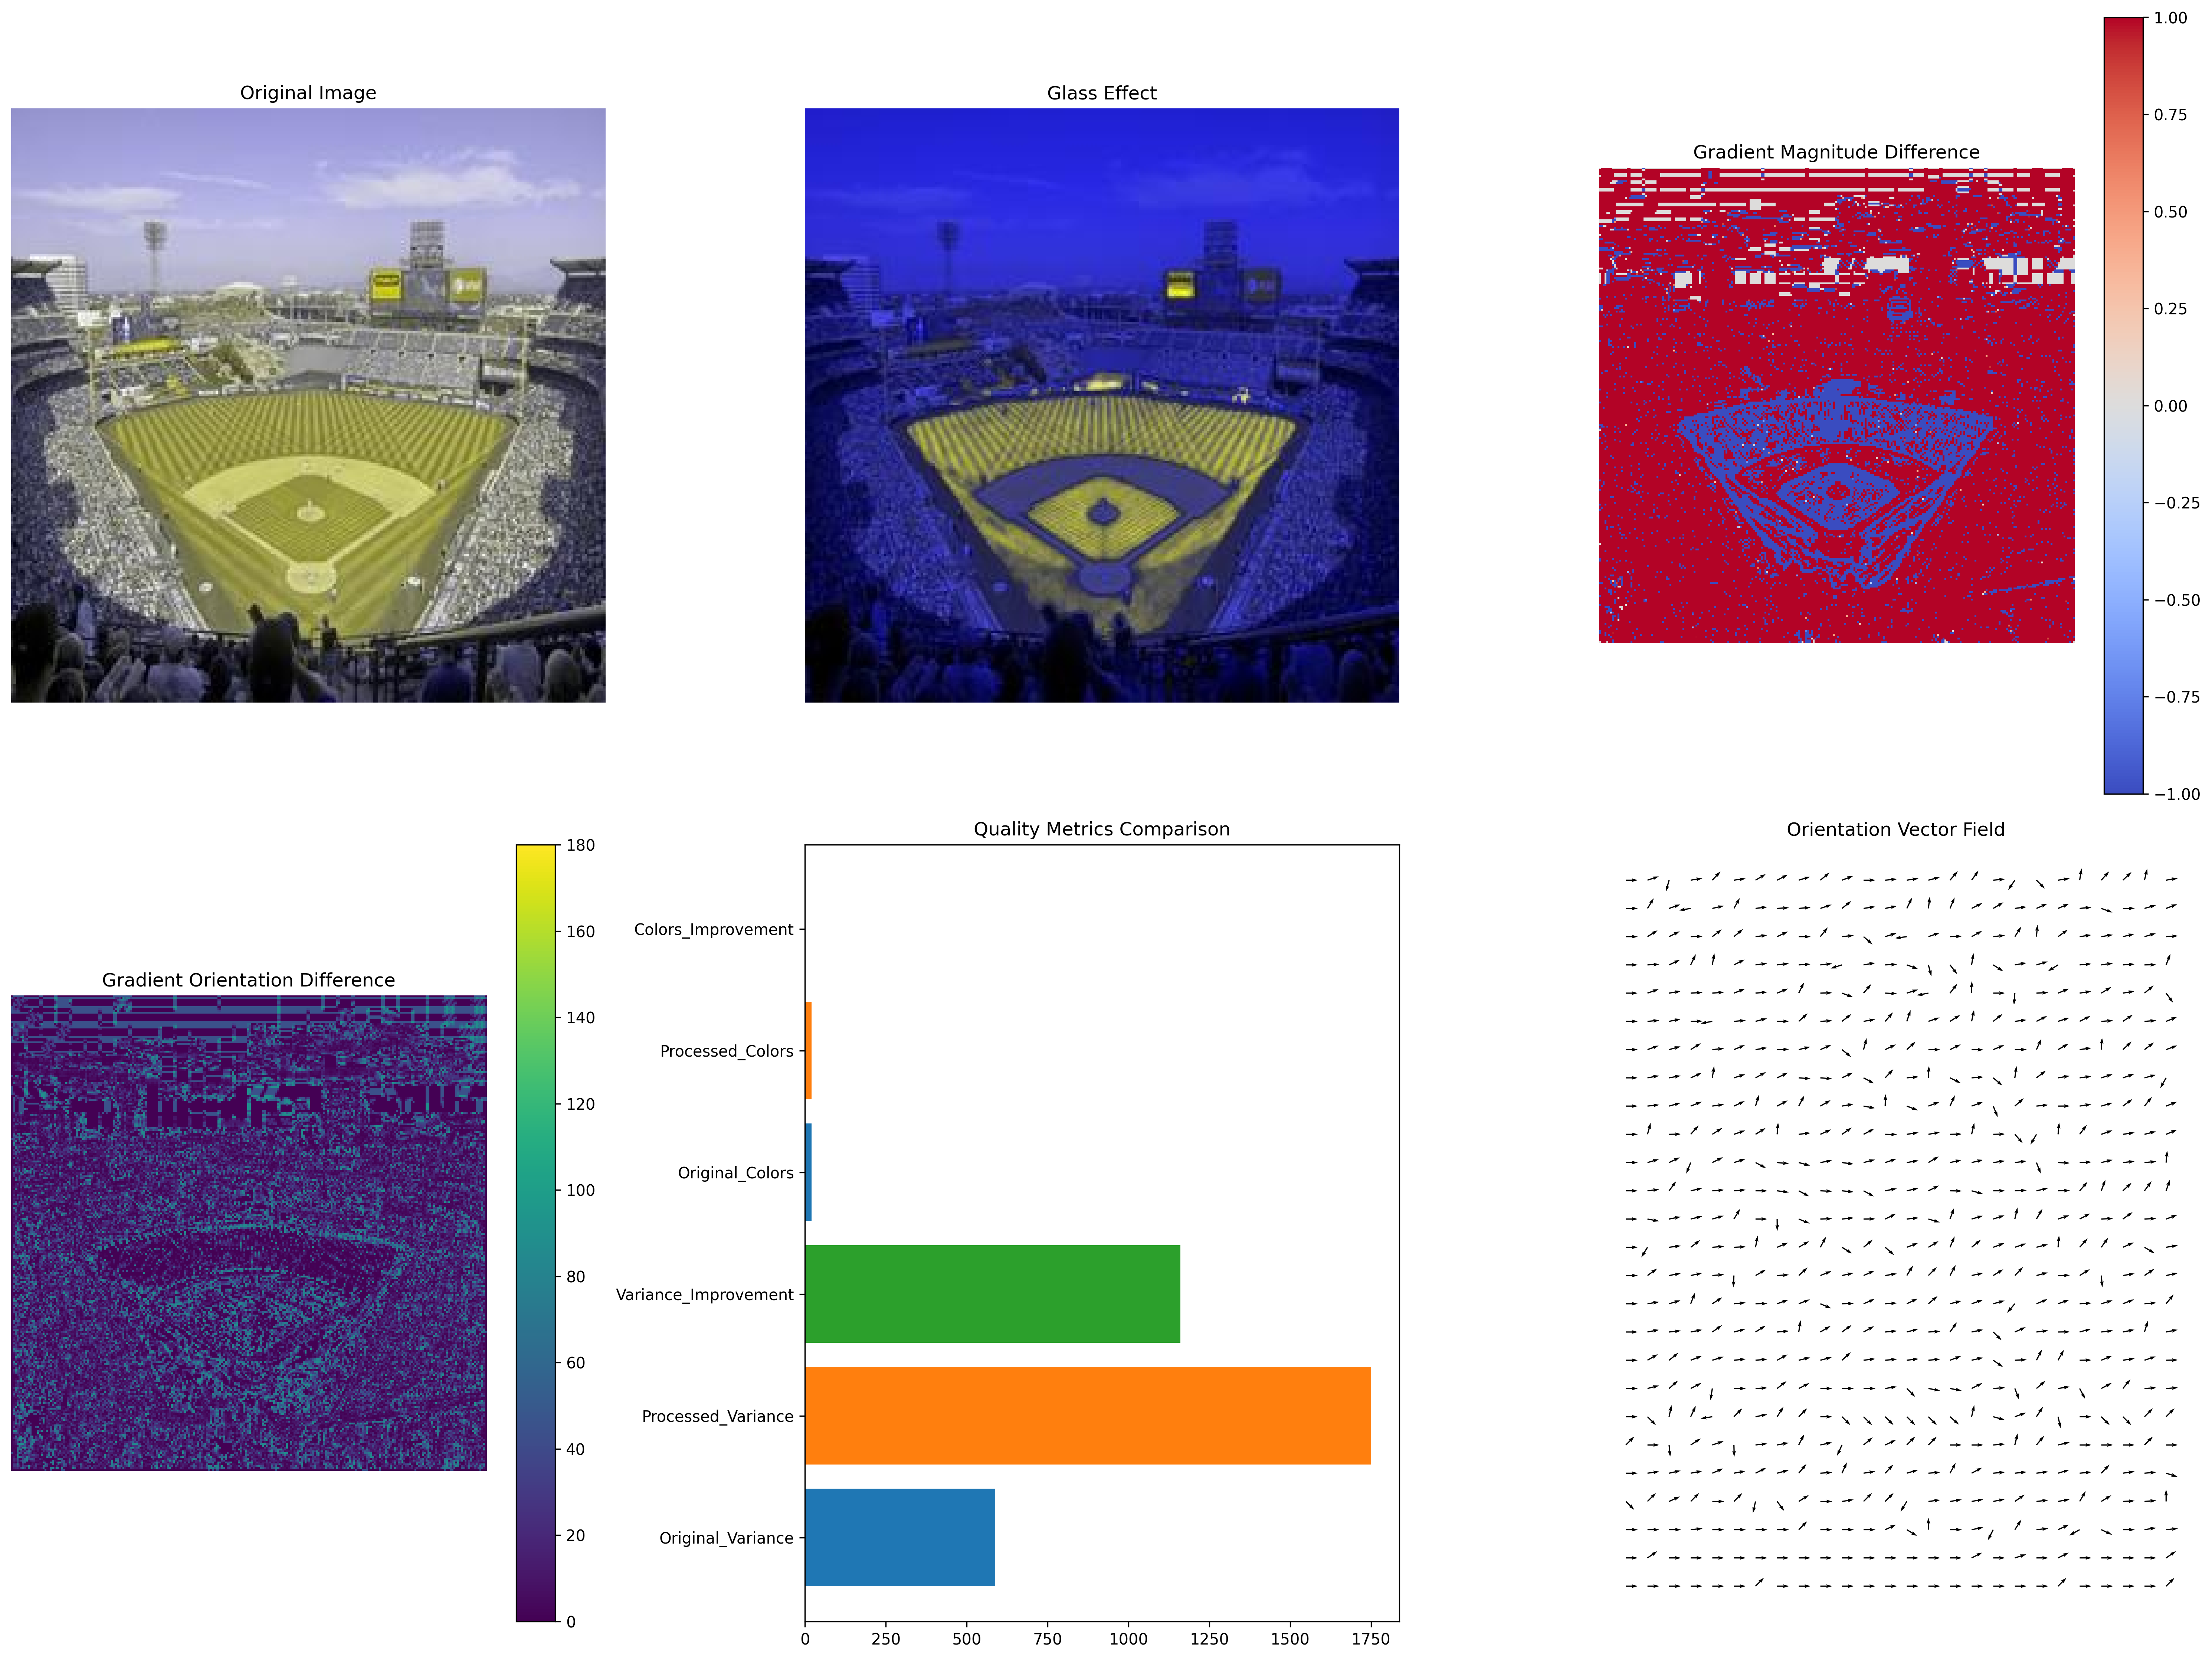 Original Image
Glass Effect
Gradient Magnitude Difference
1.00
0.75
0.50
0.25
0.00
−0.25
−0.50
−0.75
−1.00
Gradient Orientation Difference
180
160
140
120
100
80
60
40
20
0
Quality Metrics Comparison
Colors_Improvement
Processed_Colors
Original_Colors
Variance_Improvement
Processed_Variance
Original_Variance
0 250 500 750 1000 1250 1500 1750
Orientation Vector Field